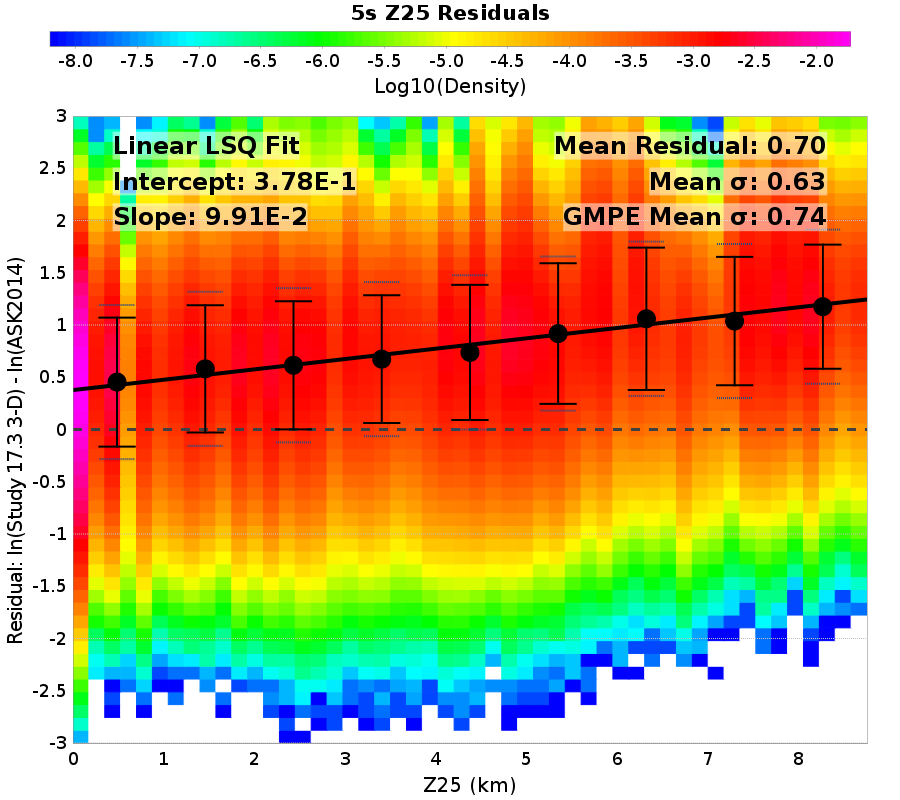 5s Z25 Residuals
-8.0 -7.5 -7.0 -6.5 -6.0 -5.5 -5.0 -4.5 -4.0 -3.5 -3.0 -2.5 -2.0
Log10(Density)
Linear LSQ Fit
Intercept: 3.78E-1
Slope: 9.91E-2
Mean Residual: 0.70
Mean σ: 0.63
GMPE Mean σ: 0.74
Residual: ln(Study 17.3 3-D) - ln(ASK2014)
3
2.5
2
1.5
1
0.5
0
-0.5
-1
-1.5
-2
-2.5
-3
0 1 2 3 4 5 6 7 8
Z25 (km)